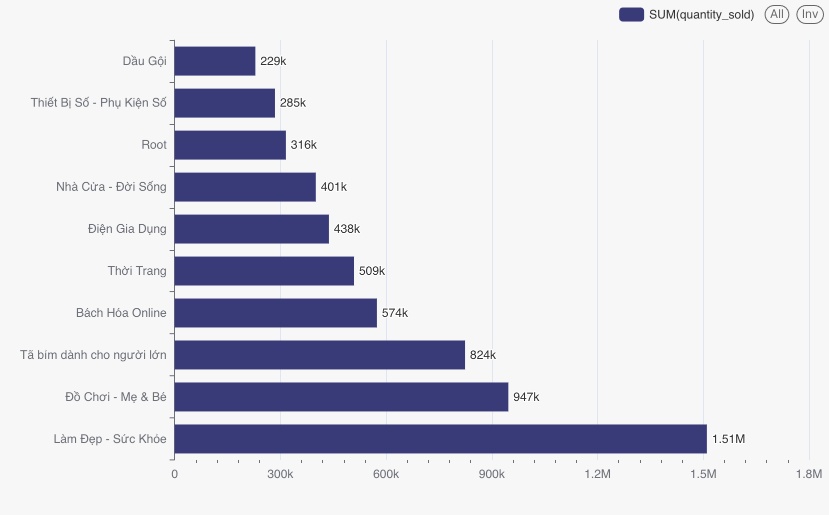 SUM(quantity_sold) All Inv
Dầu Gội 229k
Thiết Bị Số - Phụ Kiện Số 285k
Root 316k
Nhà Cửa - Đời Sống 401k
Điện Gia Dụng 438k
Thời Trang 509k
Bách Hóa Online 574k
Tã bỉm dành cho người lớn 824k
Đồ Chơi - Mẹ & Bé 947k
Làm Đẹp - Sức Khỏe 1.51M
0 300k 600k 900k 1.2M 1.5M 1.8M